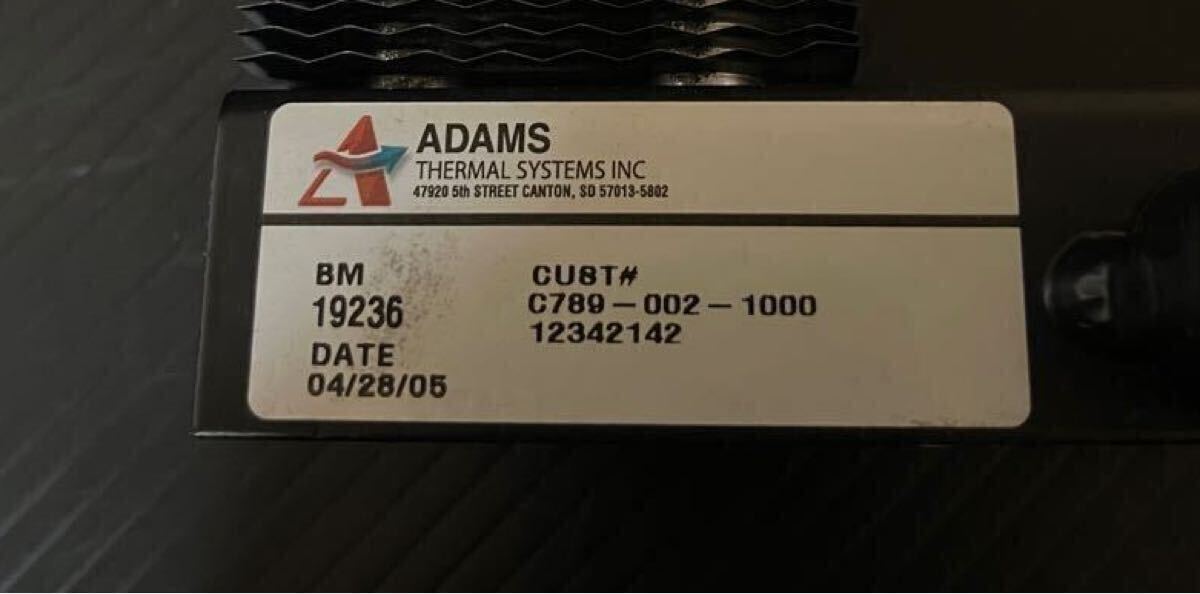 ADAMS
THERMAL SYSTEMS INC
47920 5th STREET CANTON, SD 57013-5802
BM
19236
DATE
04/28/05
CUST#
C789-002-1000
12342142